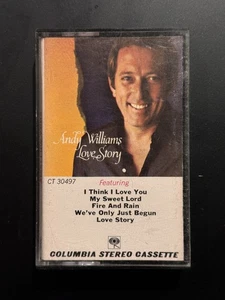 Andy Williams
Love Story
CT 30497
Featuring
I Think I Love You
My Sweet Lord
Fire And Rain
We've Only Just Begun
Love Story
COLUMBIA STEREO CASSETTE